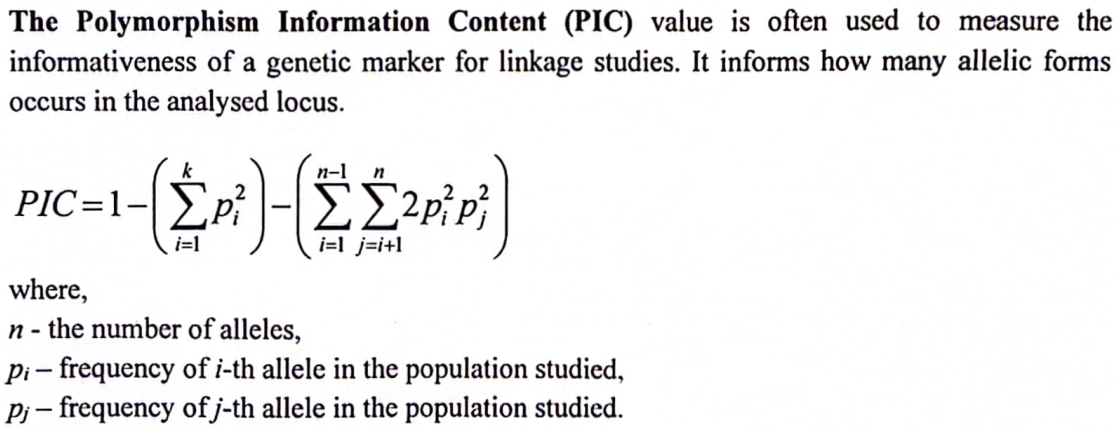 The Polymorphism Information Content (PIC) value is often used to measure the
informativeness of a genetic marker for linkage studies. It informs how many allelic forms
occurs in the analysed locus.
PIC=1-\left(\sum_{i=1}^{k} p_i^2\right)-\left(\sum_{i=1}^{n-1}\sum_{j=i+1}^{n} 2p_i^2 p_j^2\right)
where,
n - the number of alleles,
pi – frequency of i-th allele in the population studied,
pj – frequency of j-th allele in the population studied.